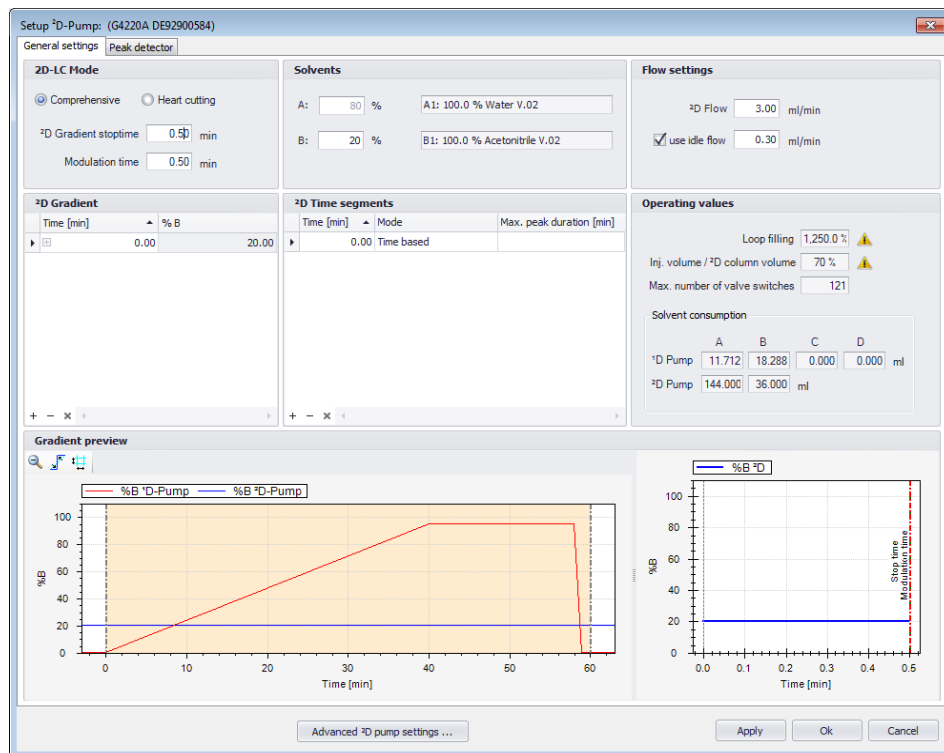 Setup ²D-Pump: (G4220A DE92900584)
General settings
Peak detector
2D-LC Mode
Comprehensive
Heart cutting
²D Gradient stoptime 0.50 min
Modulation time 0.50 min
Solvents
A: 80 % A1: 100.0 % Water V.02
B: 20 % B1: 100.0 % Acetonitrile V.02
Flow settings
²D Flow 3.00 ml/min
use idle flow 0.30 ml/min
²D Gradient
Time [min] % B
0.00 20.00
+ − ×
²D Time segments
Time [min] Mode Max. peak duration [min]
0.00 Time based
+ − ×
Operating values
Loop filling 1,250.0 %
Inj. volume / ²D column volume 70 %
Max. number of valve switches 121
Solvent consumption
A B C D
¹D Pump 11.712 18.288 0.000 0.000 ml
²D Pump 144.000 36.000 ml
Gradient preview
%B ¹D-Pump %B ²D-Pump
%B
100
80
60
40
20
0
0 10 20 30 40 50 60
Time [min]
%B ²D
%B
100
80
60
40
20
0
Stop time
Modulation time
0.0 0.1 0.2 0.3 0.4 0.5
Time [min]
Advanced ²D pump settings ...
Apply
Ok
Cancel